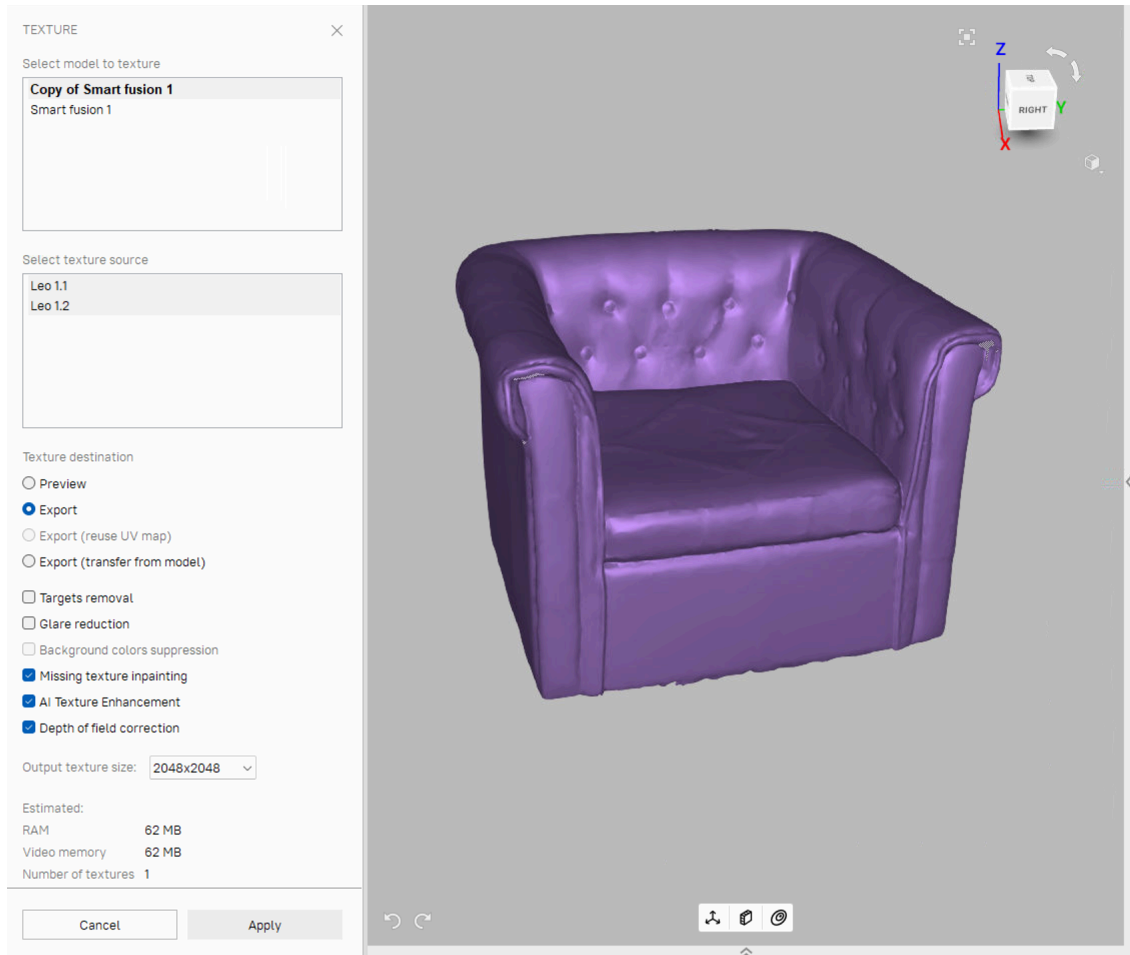 TEXTURE
Select model to texture
Copy of Smart fusion 1
Smart fusion 1
Select texture source
Leo 1.1
Leo 1.2
Texture destination
Preview
Export
Export (reuse UV map)
Export (transfer from model)
Targets removal
Glare reduction
Background colors suppression
Missing texture inpainting
AI Texture Enhancement
Depth of field correction
Output texture size: 2048x2048
Estimated:
RAM 62 MB
Video memory 62 MB
Number of textures 1
Cancel Apply
Z
RIGHT Y
X